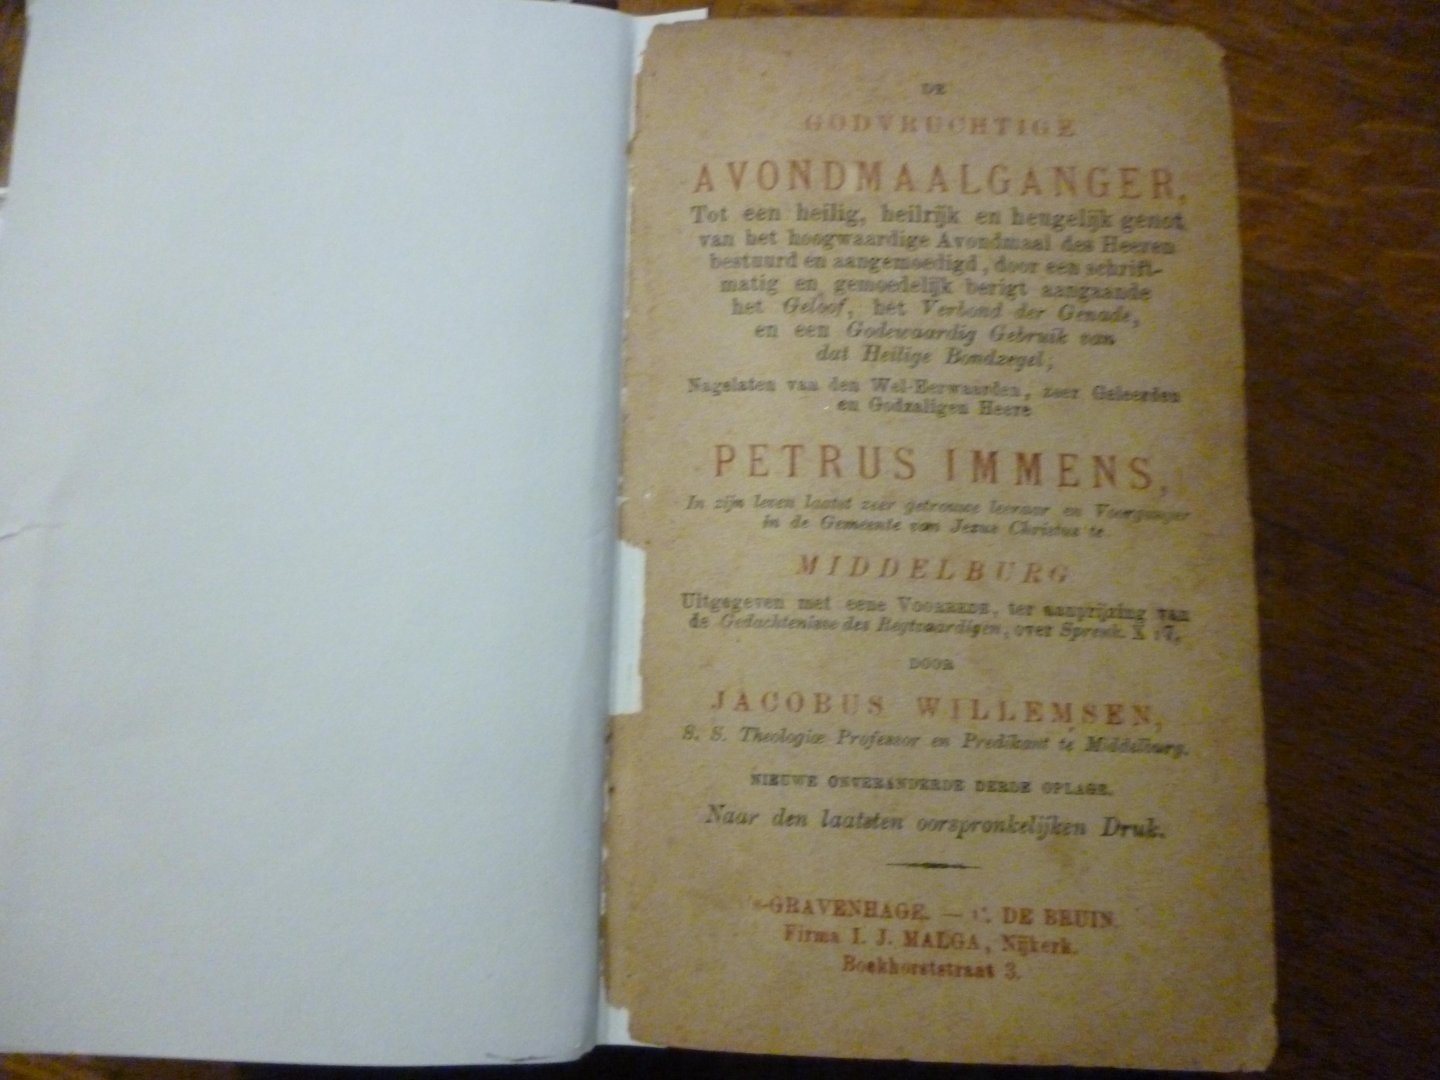 DE
GODVRUCHTIGE
AVONDMAALGANGER,
Tot een heilig, heilrijk en heugelijk genot
van het hoogwaardige Avondmaal des Heeren
bestuurd en aangemoedigd, door een schrift-
matig en gemoedelijk berigt aangaande
het Geloof, het Verbond der Genade,
en een Godewaardig Gebruik van
dat Heilige Bondzegel,
Nagelaten van den Wel-Eerwaarden, zeer Geleerden
en Godzaligen Heere
PETRUS IMMENS,
In zijn leven laatst zeer getrouwe leeraar en Voorganger
in de Gemeente van Jezus Christus te
MIDDELBURG
Uitgegeven met eene VOORREDE, ter aanprijzing van
de Gedachtenisse des Regtvaardigen, over Spreuk. X : 7,
DOOR
JACOBUS WILLEMSEN,
S. S. Theologiæ Professor en Predikant te Middelburg.
NIEUWE ONVERANDERDE DERDE OPLAGE.
Naar den laatsten oorspronkelijken Druk.
's-GRAVENHAGE. — C. DE BRUIN.
Firma I. J. MALGA, Nijkerk.
Boekhorststraat 3.